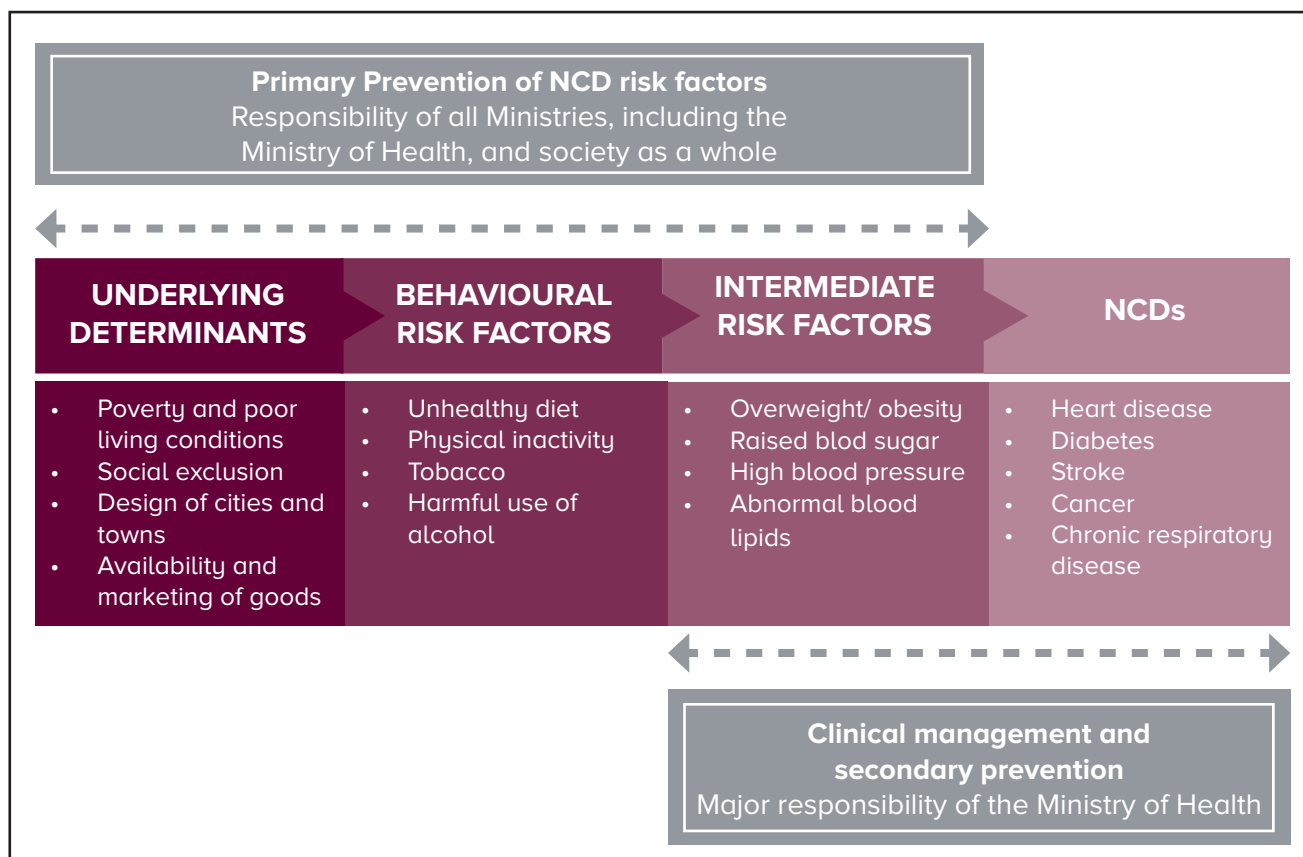 Primary Prevention of NCD risk factors
Responsibility of all Ministries, including the
Ministry of Health, and society as a whole
UNDERLYING
DETERMINANTS
BEHAVIOURAL
RISK FACTORS
INTERMEDIATE
RISK FACTORS
NCDs
• Poverty and poor
living conditions
• Social exclusion
• Design of cities and
towns
• Availability and
marketing of goods
• Unhealthy diet
• Physical inactivity
• Tobacco
• Harmful use of
alcohol
• Overweight/ obesity
• Raised blod sugar
• High blood pressure
• Abnormal blood
lipids
• Heart disease
• Diabetes
• Stroke
• Cancer
• Chronic respiratory
disease
Clinical management and
secondary prevention
Major responsibility of the Ministry of Health